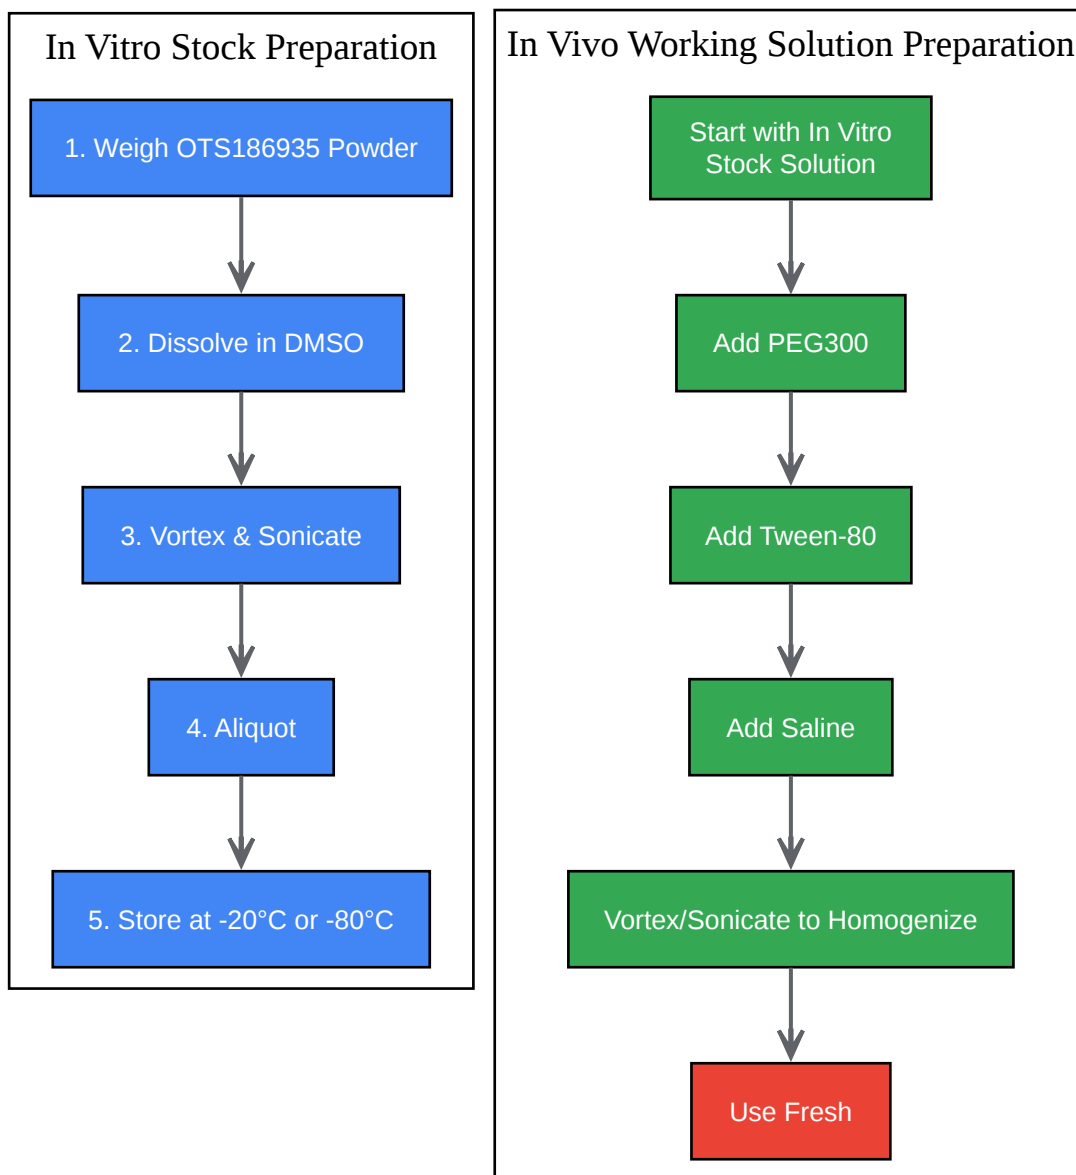 In Vitro Stock Preparation
1. Weigh OTS186935 Powder
2. Dissolve in DMSO
3. Vortex & Sonicate
4. Aliquot
5. Store at -20°C or -80°C
In Vivo Working Solution Preparation
Start with In Vitro
Stock Solution
Add PEG300
Add Tween-80
Add Saline
Vortex/Sonicate to Homogenize
Use Fresh